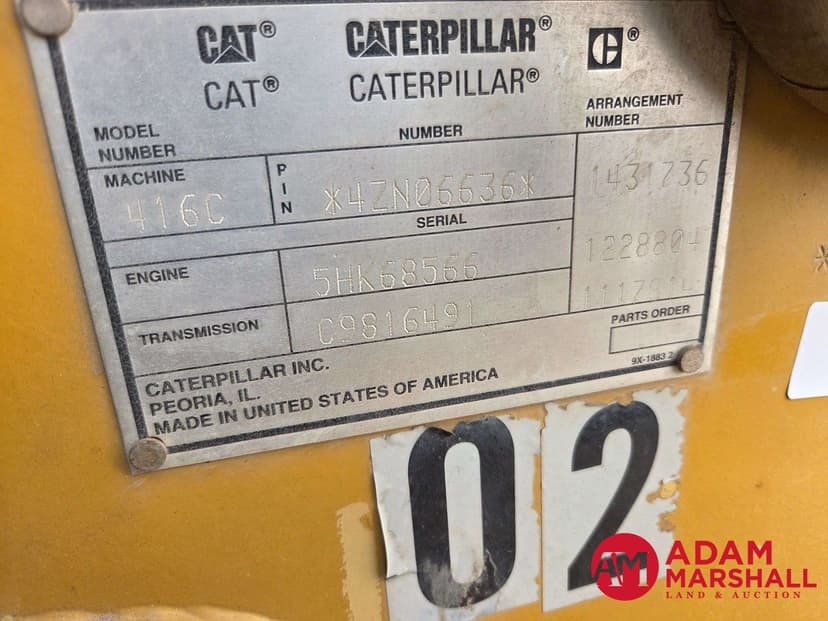 CAT® CATERPILLAR® C®
CAT® CATERPILLAR®
MODEL NUMBER
NUMBER
ARRANGEMENT NUMBER
MACHINE
416C
PIN
*4ZN06636*
1431736
SERIAL
ENGINE
5HK68566
1228804
TRANSMISSION
C9816491
PARTS ORDER
9X-1883 2
CATERPILLAR INC.
PEORIA, IL.
MADE IN UNITED STATES OF AMERICA
*
02
AM
ADAM
MARSHALL
LAND & AUCTION